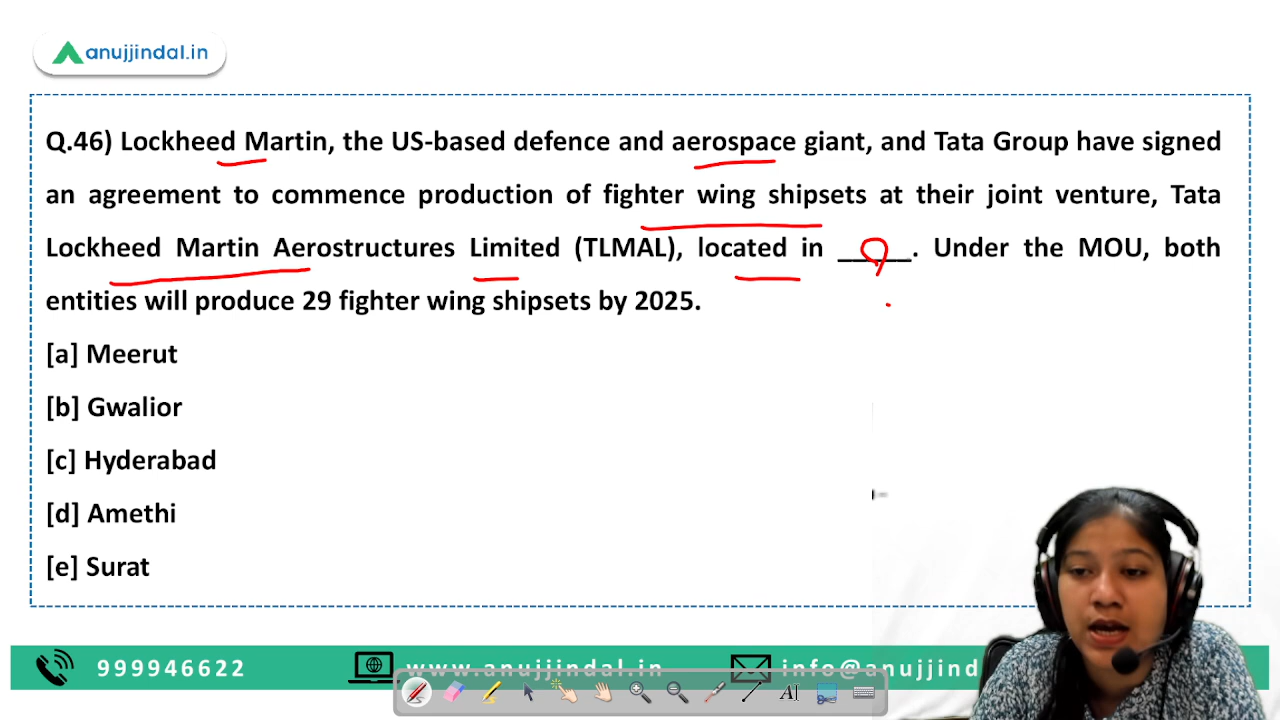 anujjindal.in
Q.46) Lockheed Martin, the US-based defence and aerospace giant, and Tata Group have signed
an agreement to commence production of fighter wing shipsets at their joint venture, Tata
Lockheed Martin Aerostructures Limited (TLMAL), located in ______. Under the MOU, both
entities will produce 29 fighter wing shipsets by 2025.
[a] Meerut
[b] Gwalior
[c] Hyderabad
[d] Amethi
[e] Surat
999946622 www.anujjindal.in info@anujjind
AI